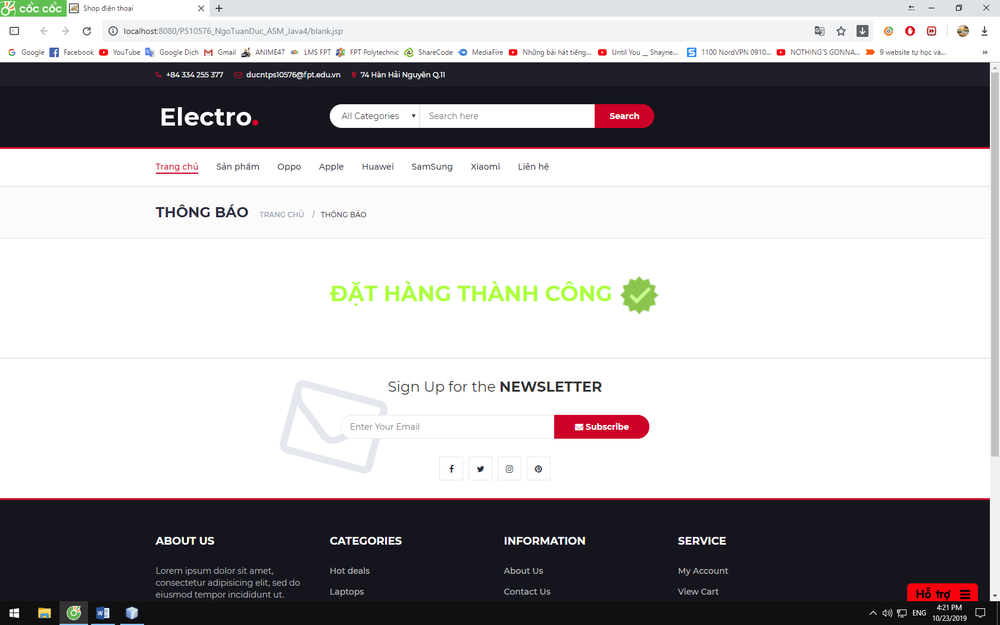 cốc cốc
Shop điện thoại
localhost:8080/PS10576_NgoTuanDuc_ASM_Java4/blank.jsp
Google Facebook YouTube Google Dịch Gmail ANIME47 LMS FPT FPT Polytechnic ShareCode MediaFire Những bài hát tiếng... Until You __ Shayne... 1100 NordVPN 0910... NOTHING'S GONNA... 9 website tự học và... »
+84 334 255 377 ducntps10576@fpt.edu.vn 74 Hàn Hải Nguyên Q.11
Electro.
All Categories Search here Search
Trang chủ Sản phẩm Oppo Apple Huawei SamSung Xiaomi Liên hệ
THÔNG BÁO TRANG CHỦ / THÔNG BÁO
ĐẶT HÀNG THÀNH CÔNG
Sign Up for the NEWSLETTER
Enter Your Email Subscribe
ABOUT US CATEGORIES INFORMATION SERVICE
Lorem ipsum dolor sit amet, Hot deals About Us My Account
consectetur adipisicing elit, sed do
eiusmod tempor incididunt ut. Laptops Contact Us View Cart
Hỗ trợ
ENG 4:21 PM
10/23/2019